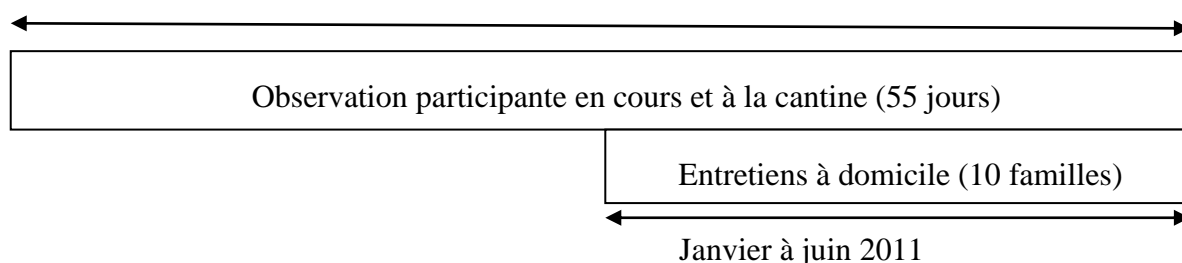 Observation participante en cours et à la cantine (55 jours)
Entretiens à domicile (10 familles)
Janvier à juin 2011